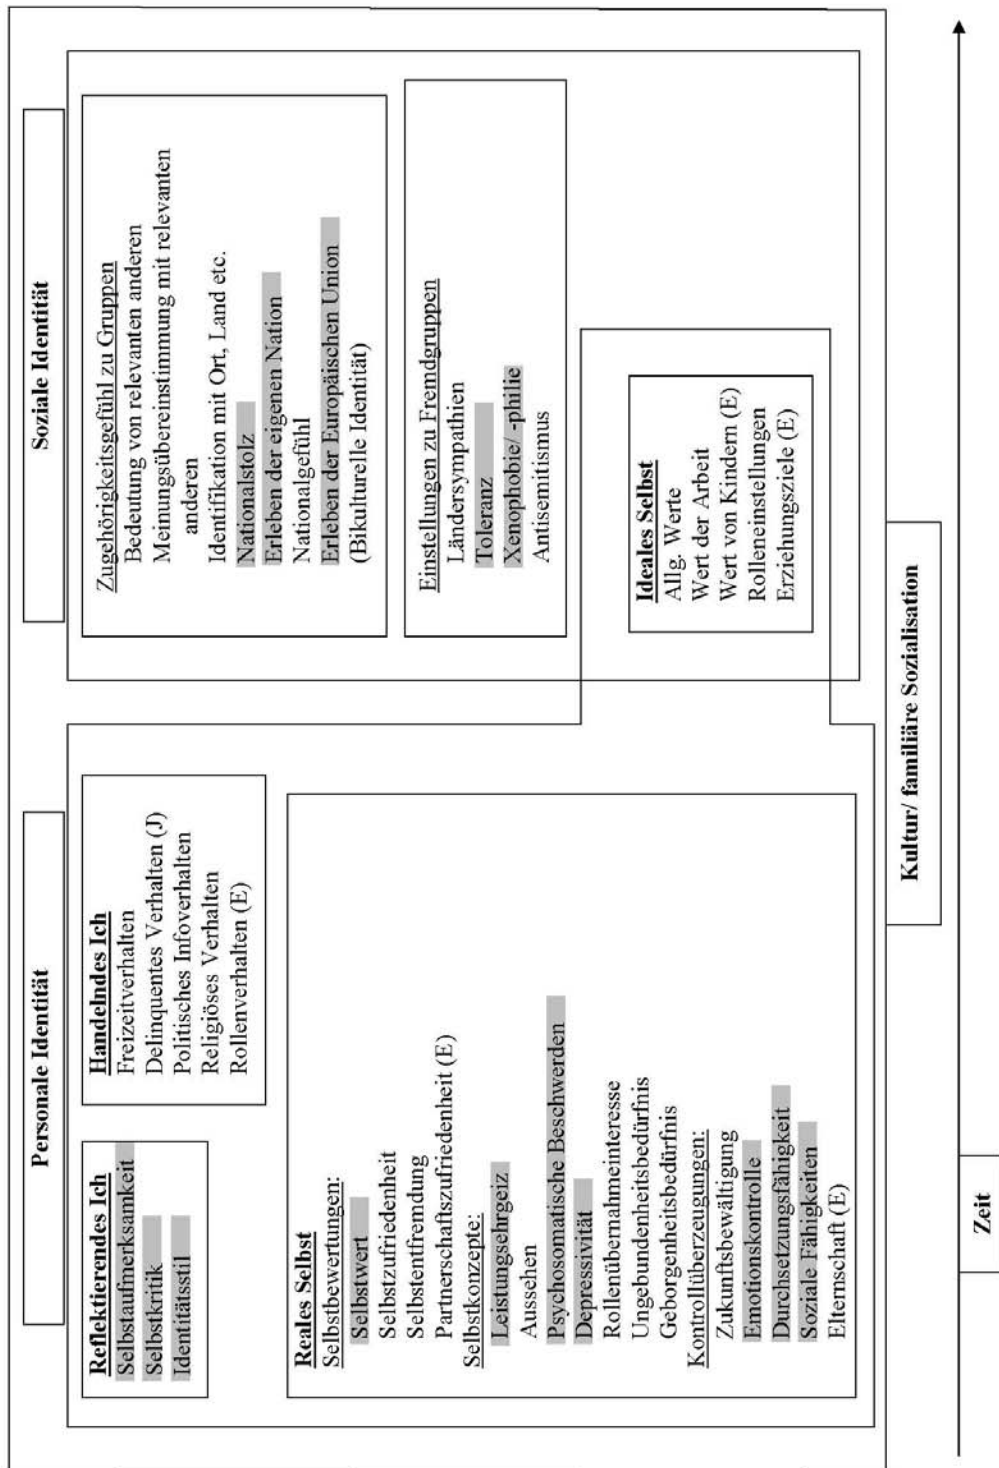 Personale Identität
Soziale Identität
Reflektierendes Ich
Selbstaufmerksamkeit
Selbstkritik
Identitätsstil
Handelndes Ich
Freizeitverhalten
Delinquentes Verhalten (J)
Politisches Infoverhalten
Religiöses Verhalten
Rollenverhalten (E)
Reales Selbst
Selbstbewertungen:
Selbstwert
Selbstzufriedenheit
Selbstentfremdung
Partnerschaftszufriedenheit (E)
Selbstkonzepte:
Leistungsehrgeiz
Aussehen
Psychosomatische Beschwerden
Depressivität
Rollenübernahmeinteresse
Ungebundenheitsbedürfnis
Geborgenheitsbedürfnis
Kontrollüberzeugungen:
Zukunftsbewältigung
Emotionskontrolle
Durchsetzungsfähigkeit
Soziale Fähigkeiten
Elternschaft (E)
Zugehörigkeitsgefühl zu Gruppen
Bedeutung von relevanten anderen
Meinungsübereinstimmung mit relevanten
anderen
Identifikation mit Ort, Land etc.
Nationalstolz
Erleben der eigenen Nation
Nationalgefühl
Erleben der Europäischen Union
(Bikulturelle Identität)
Einstellungen zu Fremdgruppen
Ländersympathien
Toleranz
Xenophobie/ -philie
Antisemitismus
Ideales Selbst
Allg. Werte
Wert der Arbeit
Wert von Kindern (E)
Rolleneinstellungen
Erziehungsziele (E)
Kultur/ familiäre Sozialisation
Zeit